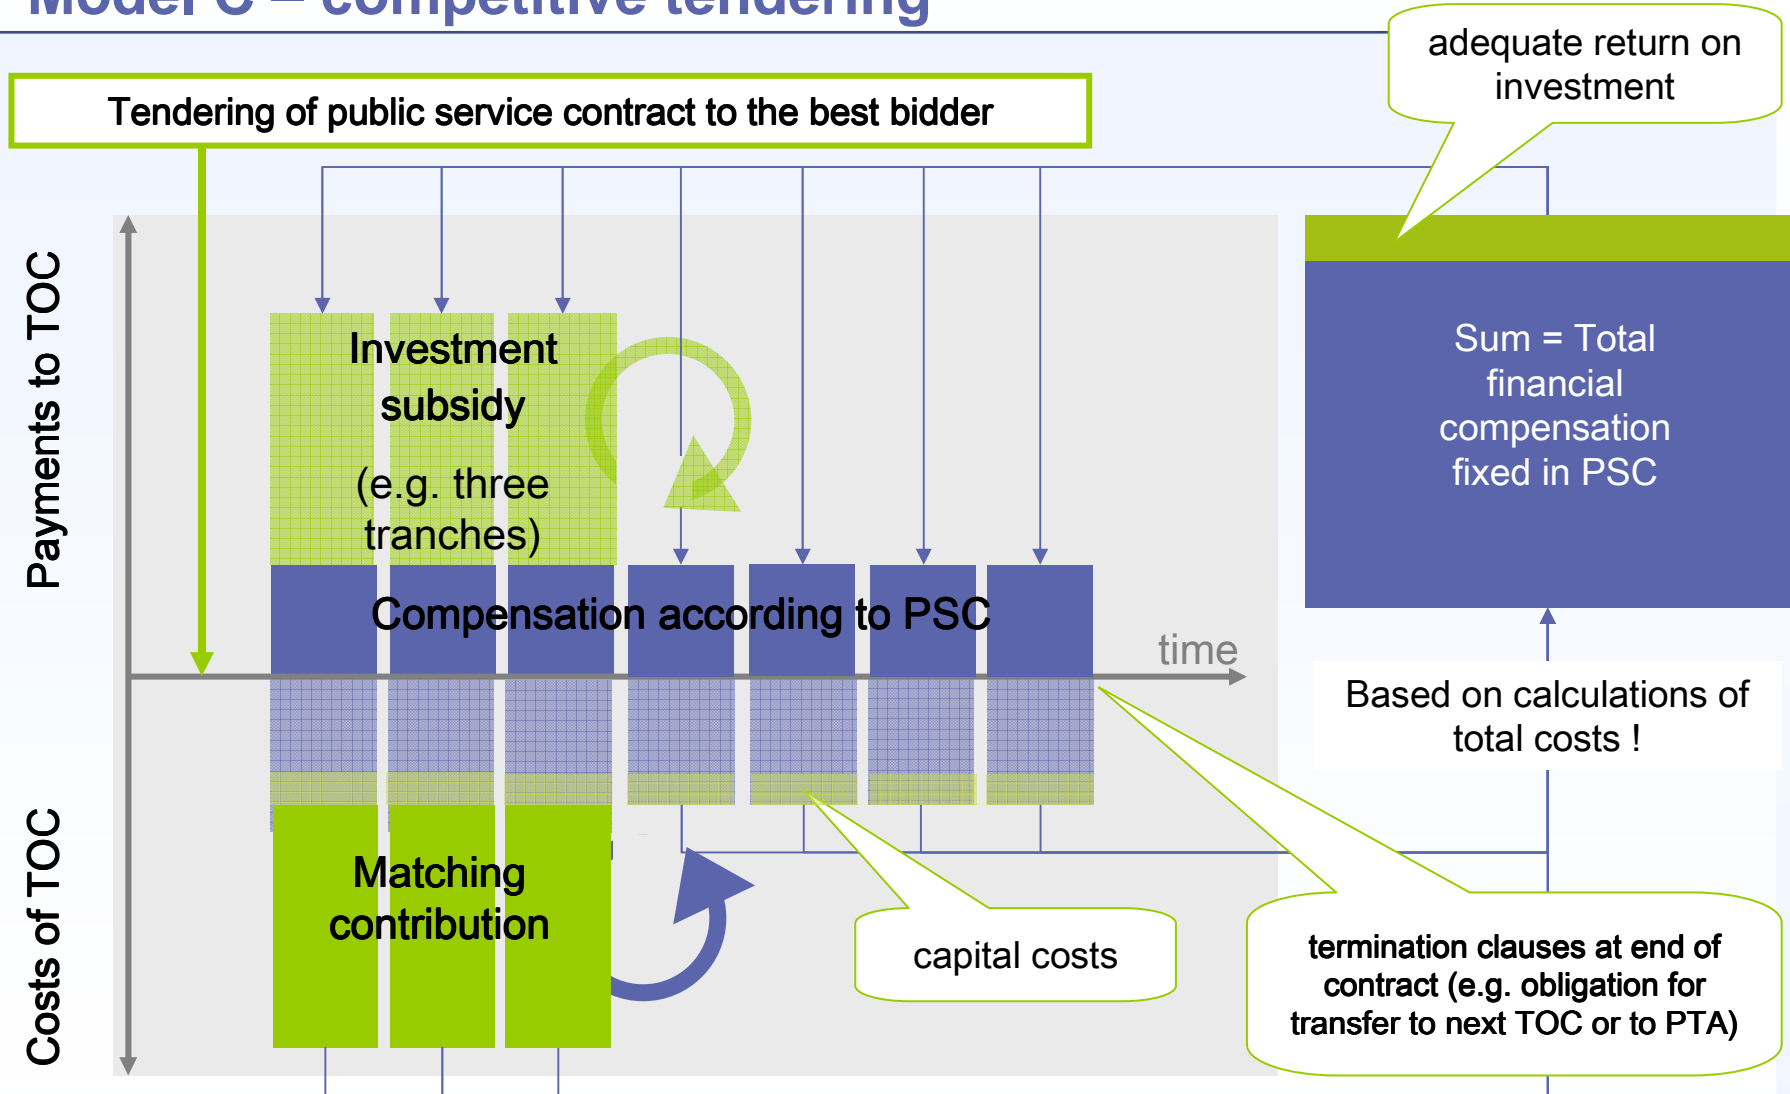 Model C – competitive tendering
adequate return on
investment
Tendering of public service contract to the best bidder
Payments to TOC
Investment
subsidy
(e.g. three
tranches)
Sum = Total
financial
compensation
fixed in PSC
Compensation according to PSC
time
Based on calculations of
total costs !
Costs of TOC
Matching
contribution
capital costs
termination clauses at end of
contract (e.g. obligation for
transfer to next TOC or to PTA)